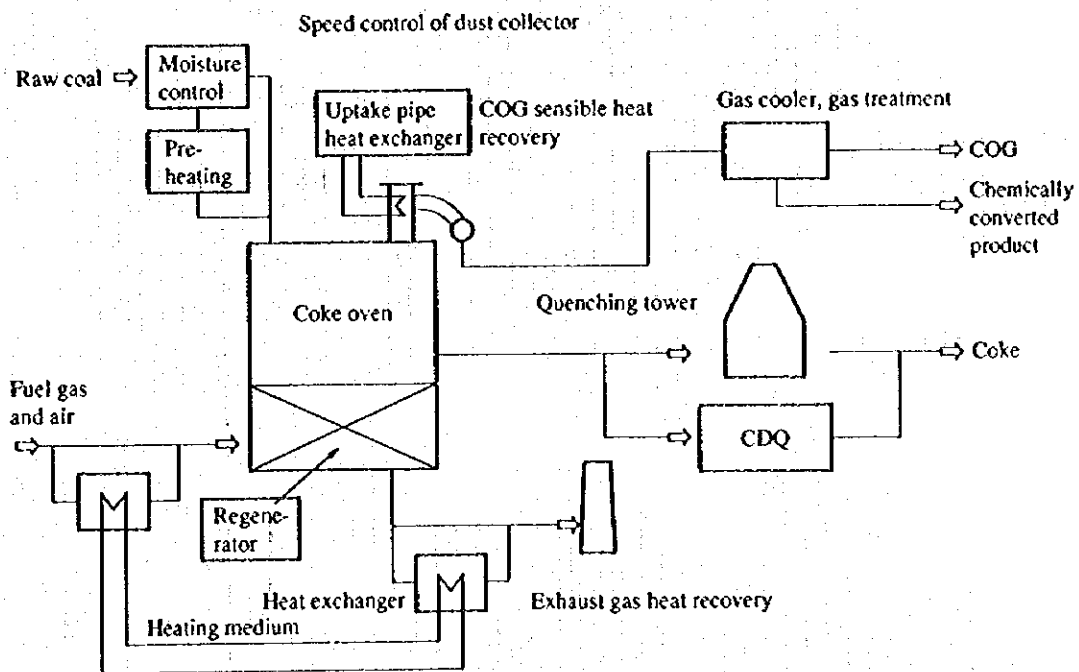 Speed control of dust collector
Raw coal
Moisture
control
Pre-
heating
Uptake pipe
heat exchanger
COG sensible heat
recovery
Gas cooler, gas treatment
COG
Chemically
converted
product
Coke oven
Quenching tower
Coke
Fuel gas
and air
CDQ
Regene-
rator
Heat exchanger
Exhaust gas heat recovery
Heating medium